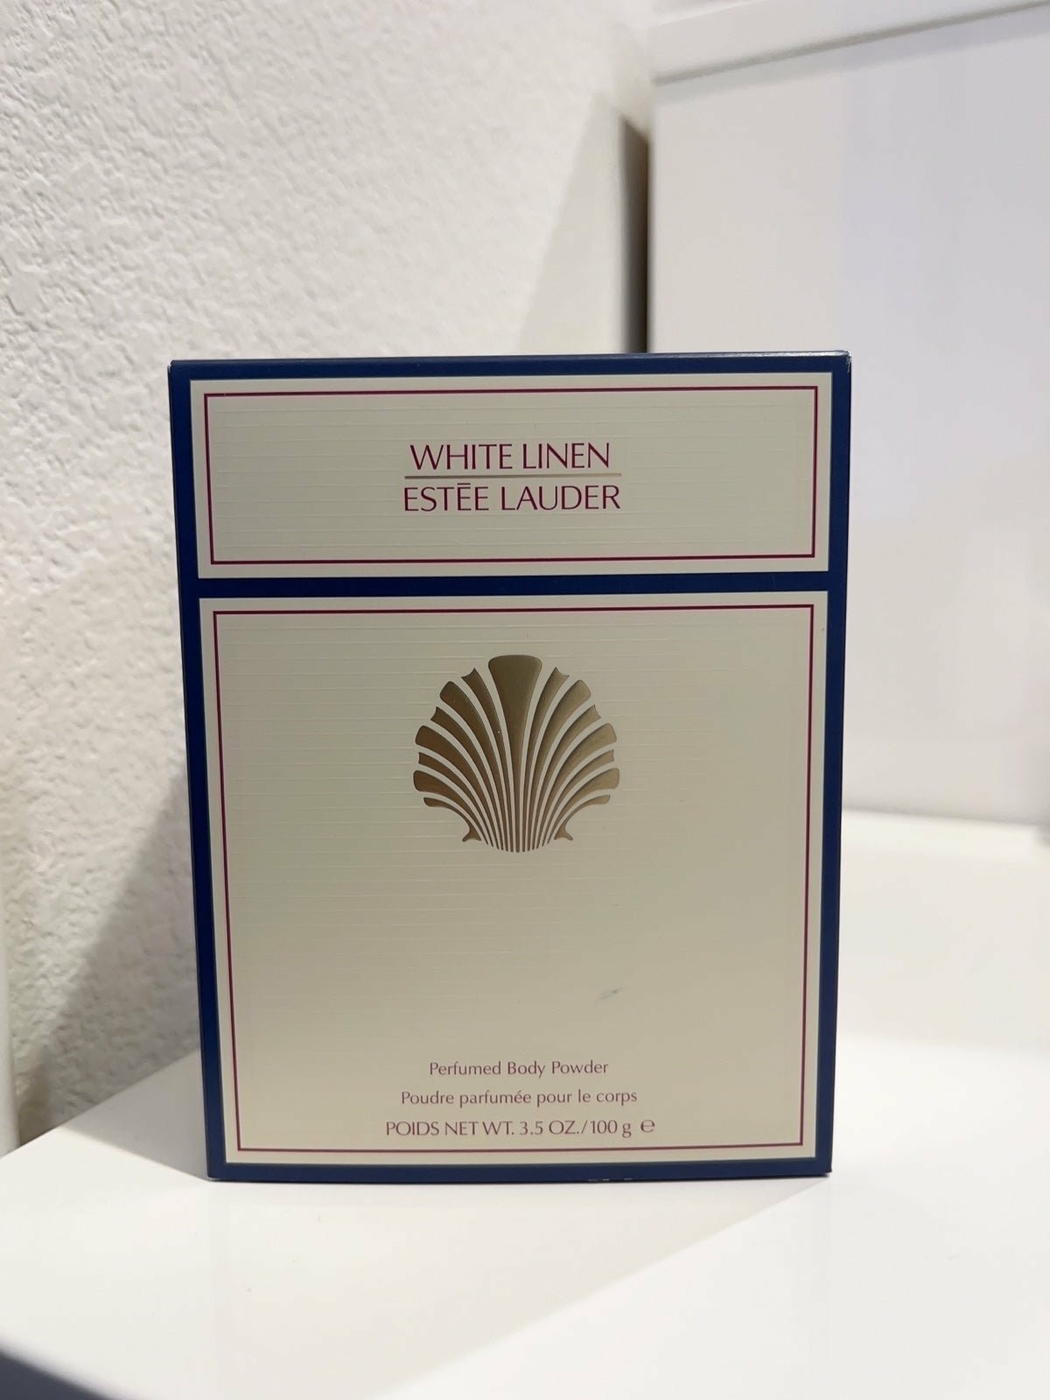 WHITE LINEN
ESTĒE LAUDER
Perfumed Body Powder
Poudre parfumée pour le corps
POIDS NET WT. 3.5 OZ./100 g ℮